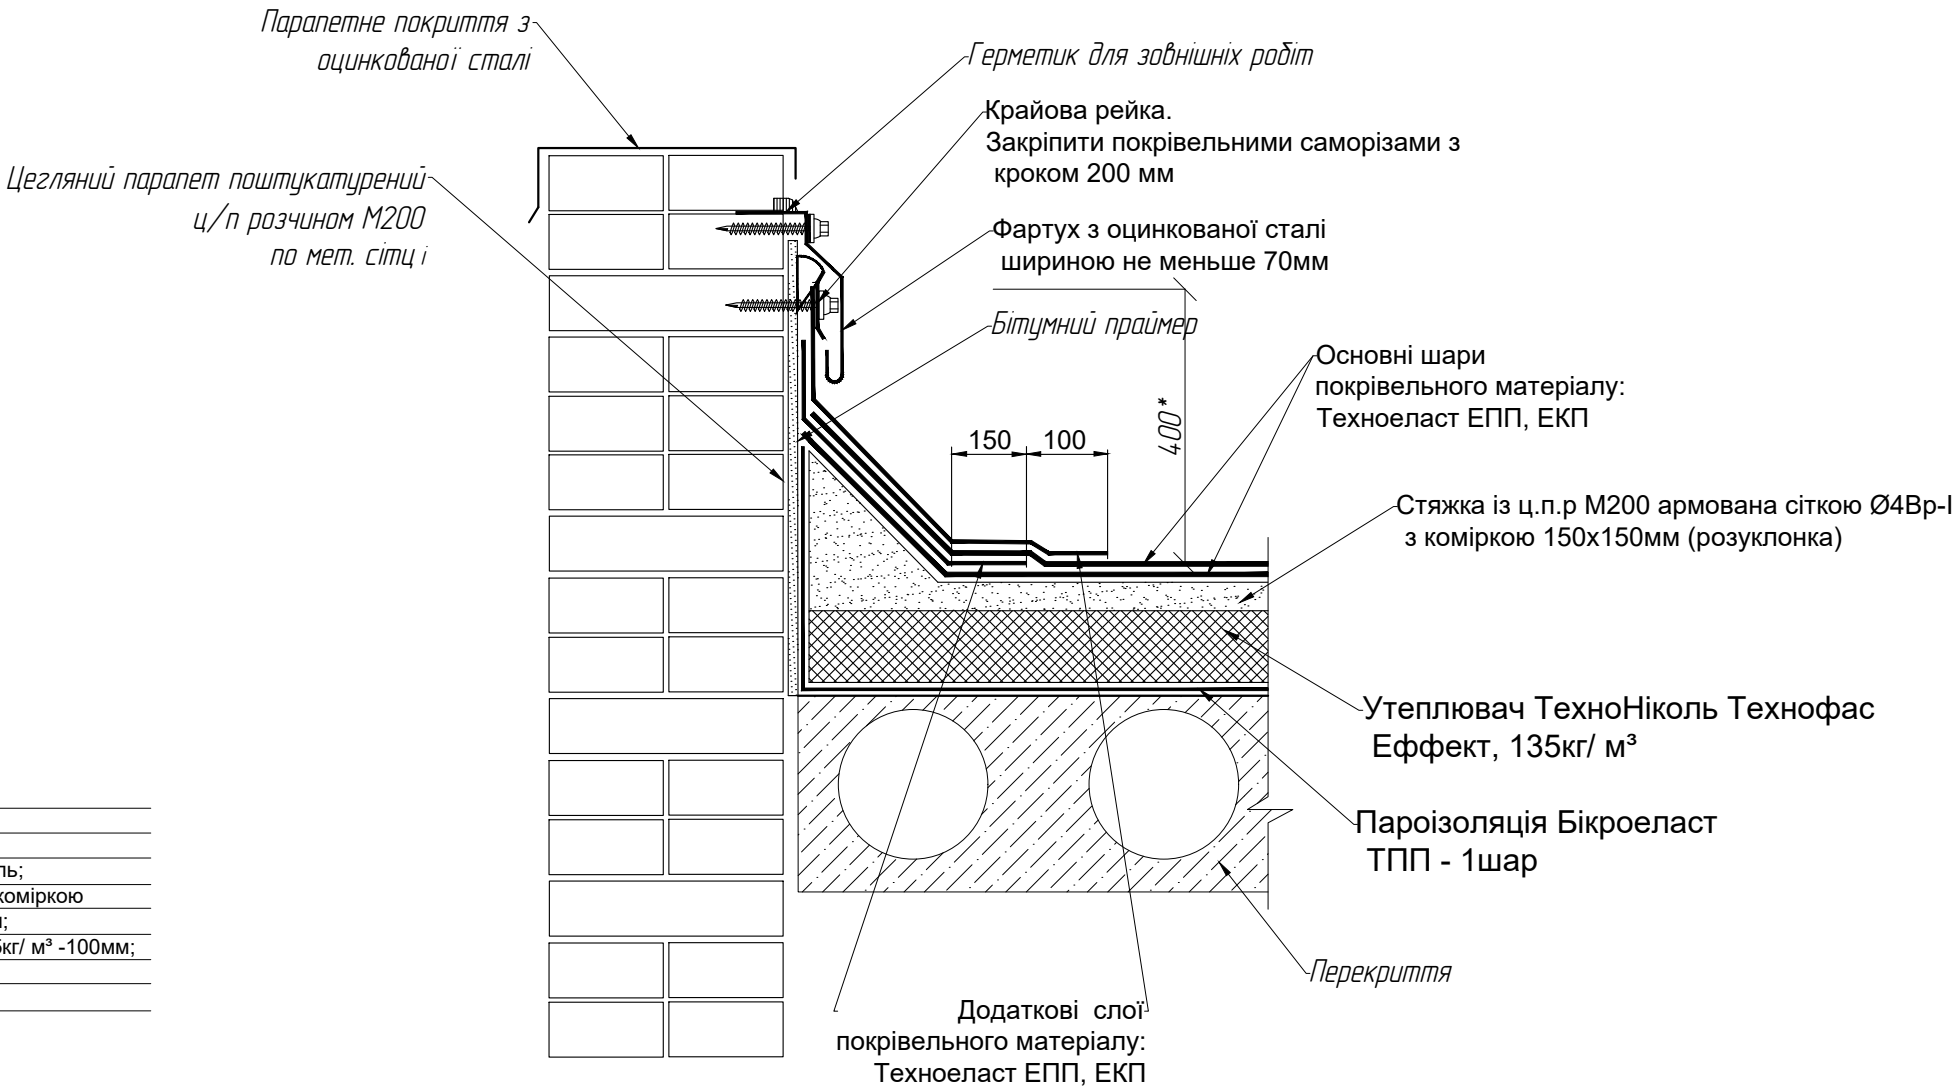 Парапетне покриття з
оцинкованої сталі
Герметик для зовнішніх робіт
Крайова рейка.
Закріпити покрівельними саморізами з
кроком 200 мм
Цегляний парапет поштукатурений
ц/п розчином М200
по мет. сітці
Фартух з оцинкованої сталі
шириною не меньше 70мм
Бітумний праймер
Основні шари
покрівельного матеріалу:
Техноеласт ЕПП, ЕКП
400*
150
100
Стяжка із ц.п.р М200 армована сіткою Ø4Вр-І
з коміркою 150х150мм (розуклонка)
Утеплювач ТехноНіколь Технофас
Еффект, 135кг/ м³
Пароізоляція Бікроеласт
ТПП - 1шар
Перекриття
Додаткові слої
покрівельного матеріалу:
Техноеласт ЕПП, ЕКП
ль;
коміркою
кг/ м³ -100мм;